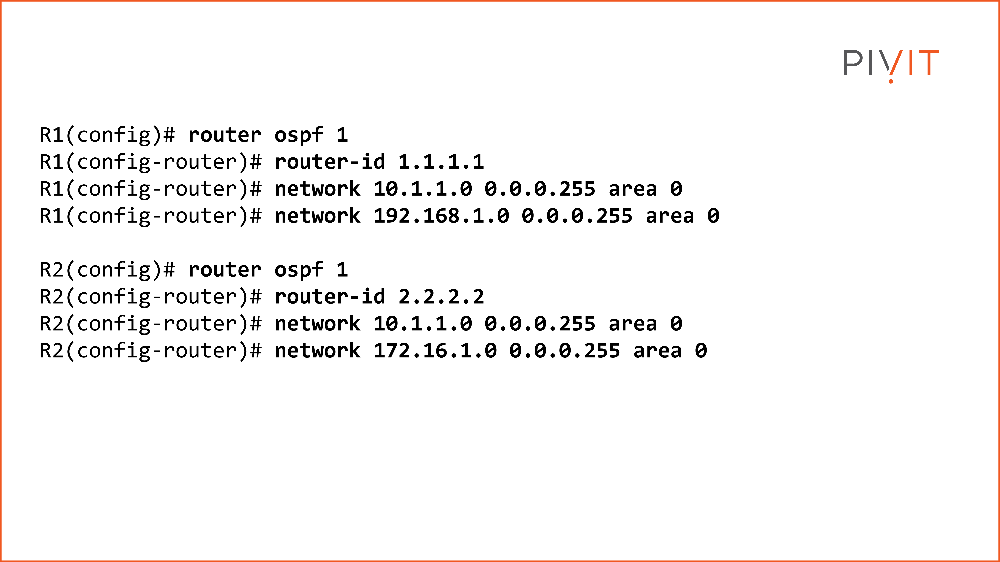 PIVIT
R1(config)# router ospf 1
R1(config-router)# router-id 1.1.1.1
R1(config-router)# network 10.1.1.0 0.0.0.255 area 0
R1(config-router)# network 192.168.1.0 0.0.0.255 area 0
R2(config)# router ospf 1
R2(config-router)# router-id 2.2.2.2
R2(config-router)# network 10.1.1.0 0.0.0.255 area 0
R2(config-router)# network 172.16.1.0 0.0.0.255 area 0